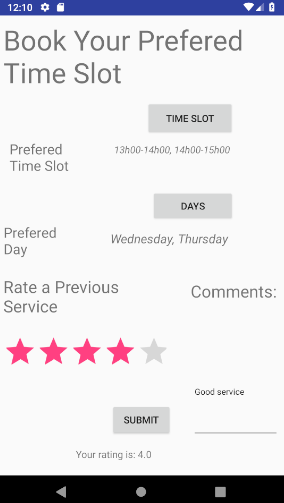 12:10
Book Your Prefered
Time Slot
TIME SLOT
Prefered
Time Slot
13h00-14h00, 14h00-15h00
DAYS
Prefered
Day
Wednesday, Thursday
Rate a Previous
Service
Comments:
Good service
SUBMIT
Your rating is: 4.0